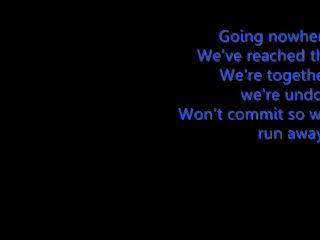 Going
We've reached
We're
we're
Won't commit so
run away